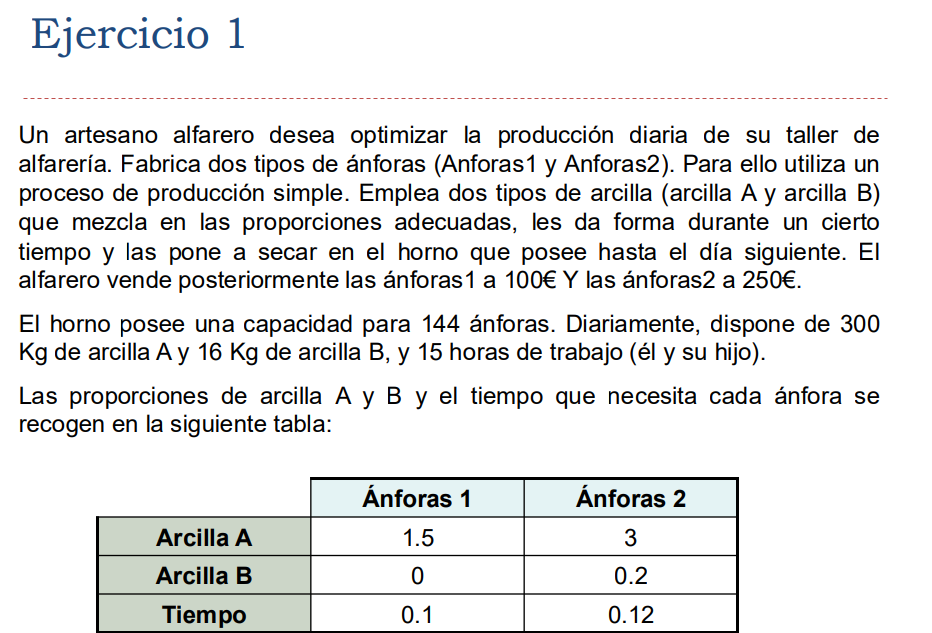 Ejercicio 1
Un artesano alfarero desea optimizar la producción diaria de su taller de
alfarería. Fabrica dos tipos de ánforas (Anforas1 y Anforas2). Para ello utiliza un
proceso de producción simple. Emplea dos tipos de arcilla (arcilla A y arcilla B)
que mezcla en las proporciones adecuadas, les da forma durante un cierto
tiempo y las pone a secar en el horno que posee hasta el día siguiente. El
alfarero vende posteriormente las ánforas1 a 100€ Y las ánforas2 a 250€.
El horno posee una capacidad para 144 ánforas. Diariamente, dispone de 300
Kg de arcilla A y 16 Kg de arcilla B, y 15 horas de trabajo (él y su hijo).
Las proporciones de arcilla A y B y el tiempo que necesita cada ánfora se
recogen en la siguiente tabla:
Ánforas 1 Ánforas 2
Arcilla A 1.5 3
Arcilla B 0 0.2
Tiempo 0.1 0.12